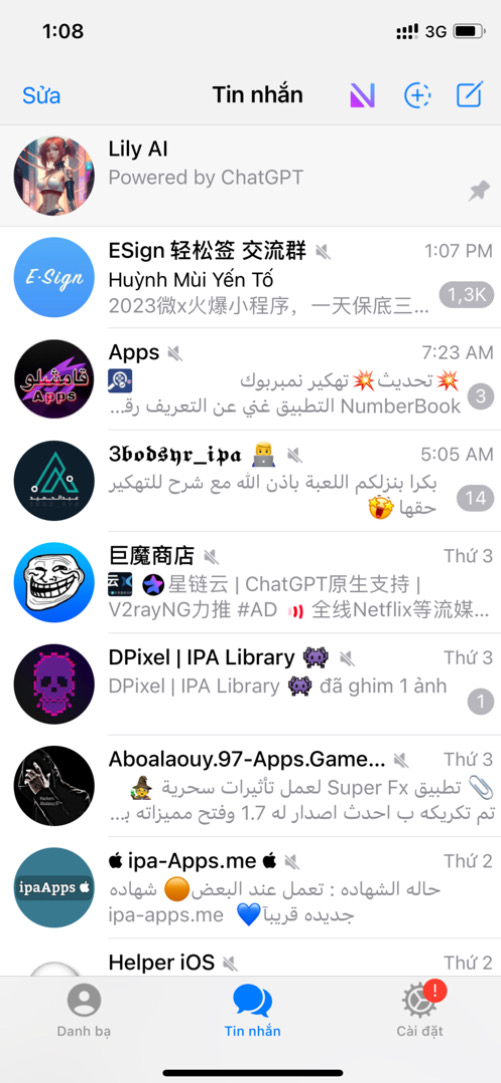 1:08
3G
Sửa
Tin nhắn
Lily AI
Powered by ChatGPT
E·Sign
ESign 轻松签 交流群
1:07 PM
Huỳnh Mùi Yến Tố
2023微x火爆小程序，一天保底三...
1,3K
قامشلو
Apps
Apps
7:23 AM
💥تحديث💥تهكير نمبربوك
NumberBook التطبيق غني عن التعريف رق...
3
3𝖇𝖔𝖉𝖘𝖞𝖗_𝖎𝖕𝖆 👨‍💻
5:05 AM
بكرا بنزلكم اللعبة باذن الله مع شرح للتهكير
حقها 🤩
14
巨魔商店
Thứ 3
星链云 | ChatGPT原生支持 |
V2rayNG力推 #AD 全线Netflix等流媒...
DPixel | IPA Library 👾
Thứ 3
DPixel | IPA Library 👾 đã ghim 1 ảnh
1
Aboalaouy.97-Apps.Game...
Thứ 3
📎 تطبيق Super Fx لعمل تأثيرات سحرية
تم تكريكه ب احدث اصدار له 1.7 وفتح مميزاته ب...
ipaApps
ipa-Apps.me
Thứ 2
حاله الشهاده : تعمل عند البعض🟠 شهاده
جديده قريبآ💙 ipa-apps.me
Helper iOS
Thứ 2
Danh bạ
Tin nhắn
Cài đặt
!